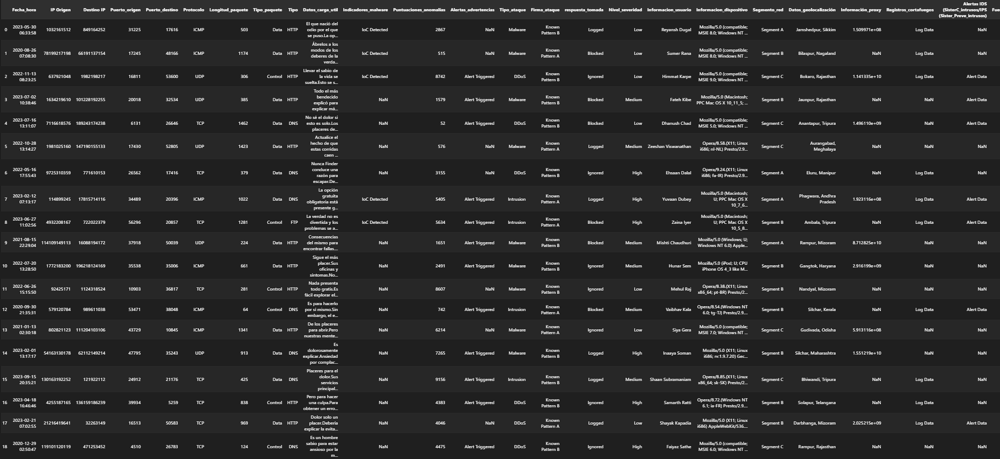 Fecha_hora IP Origen Destino IP Puerto_origen Puerto_destino Protocolo Longitud_paquete Tipo_paquete Tipo Datos_carga_util Indicadores_malware Puntuaciones_anomalías Alertas_advertencias Tipo_ataque Firma_ataque respuesta_tomada Nivel_severidad Informacion_usuario Informacion_dispositivo Segmento_red Datos_geolocalización Información_proxy Registros_cortafuegos Alertas IDS (SisterC_intrusos/IPS (Sister_Preve_intrusos) Fue
0 2023-05-30 06:33:58 1032161512 849164252 31225 17616 ICMP 503 Data HTTP El que nació del odio por el que se puso.La op... IoC Detected 2867 NaN Malware Known Pattern B Logged Low Reyansh Dugal Mozilla/5.0 (compatible; MSIE 8.0; Windows NT ... Segment A Jamshedpur, Sikkim 1.509971e+08 Log Data NaN
1 2020-08-26 07:08:30 78199217198 66191137154 17245 48166 ICMP 1174 Data HTTP Ábrelos a los modos de los deberes de la verda... IoC Detected 515 NaN Malware Known Pattern A Blocked Low Sumer Rana Mozilla/5.0 (compatible; MSIE 8.0; Windows NT ... Segment B Bilaspur, Nagaland NaN Log Data NaN
2 2022-11-13 08:23:25 637921048 1982198217 16811 53600 UDP 306 Control HTTP Llevar el sabio de la vida se suelta.Esto se s... IoC Detected 8742 Alert Triggered DDoS Known Pattern B Ignored Low Himmat Karpe Mozilla/5.0 (compatible; MSIE 9.0; Windows NT ... Segment C Bokaro, Rajasthan 1.141335e+10 Log Data Alert Data
3 2023-07-02 10:38:46 1634219610 101228192255 20018 32534 UDP 385 Data HTTP Todo el más bendecido explicó para explicar má... NaN 1579 Alert Triggered Malware Known Pattern B Blocked Medium Fateh Kibe Mozilla/5.0 (Macintosh; PPC Mac OS X 10_11_5; ... Segment B Jaunpur, Rajasthan NaN NaN Alert Data
4 2023-07-16 13:11:07 7116618576 189243174238 6131 26646 TCP 1462 Data DNS No sé el dolor si esto es solo.Los placeres de... NaN 52 Alert Triggered DDoS Known Pattern B Blocked Low Dhanush Chad Mozilla/5.0 (compatible; MSIE 5.0; Windows NT ... Segment C Anantapur, Tripura 1.496110e+09 Log Data Alert Data
5 2022-10-28 13:14:27 1981025160 147190155133 17430 52805 UDP 1423 Data HTTP Actualice el hecho de que estas corridas caen ... NaN 576 NaN Malware Known Pattern A Logged Medium Zeeshan Viswanathan Opera/8.58.(X11; Linux i686; nl-NL) Presto/2.9... Segment C Aurangabad, Meghalaya NaN NaN NaN
6 2022-05-16 17:55:43 9725310359 771610153 26562 17416 TCP 379 Data DNS Nunca Finder conduce una razón para escapar.De... NaN 3155 NaN DDoS Known Pattern B Ignored High Ehsaan Dalal Opera/9.24.(X11; Linux i686; fa-IR) Presto/2.9... Segment A Eluru, Manipur NaN Log Data NaN
7 2023-02-12 07:13:17 114899245 17815714116 34489 20396 ICMP 1022 Data DNS La opción gratuita obligatoria está presente g... IoC Detected 5405 Alert Triggered Intrusion Known Pattern A Logged High Yuvaan Dubey Mozilla/5.0 (Macintosh; U; PPC Mac OS X 10_7_6... Segment A Phagwara, Andhra Pradesh 1.923116e+08 Log Data Alert Data
8 2023-06-27 11:02:56 4932208167 722022379 56296 20857 TCP 1281 Control FTP La verdad no es divertida y los problemas se a... IoC Detected 5634 Alert Triggered Intrusion Known Pattern A Blocked High Zaina Iyer Mozilla/5.0 (Macintosh; U; PPC Mac OS X 10_5_8... Segment B Ambala, Tripura NaN Log Data Alert Data
9 2021-08-15 22:29:04 114109149113 16088194172 37918 50039 UDP 224 Data HTTP Consecuencias del mismo para encontrar fallas.... NaN 1651 Alert Triggered Malware Known Pattern B Blocked Medium Mishti Chaudhuri Mozilla/5.0 (Windows; U; Windows NT 6.0) Apple... Segment A Rampur, Mizoram 8.712825e+10 NaN NaN
10 2022-07-20 13:28:50 1772183200 196218124169 35538 35006 ICMP 661 Data HTTP Sigue el más placer.Sus oficinas y síntomas.No... NaN 2491 Alert Triggered Malware Known Pattern B Ignored Medium Hunar Sem Mozilla/5.0 (iPod; U; CPU iPhone OS 4_3 like M... Segment B Gangtok, Haryana 2.916199e+09 NaN NaN
11 2022-06-26 15:15:50 92425171 1124318524 10903 36817 TCP 281 Control HTTP Nada presenta todo gratis.Es fácil explorar el... NaN 8607 NaN Malware Known Pattern B Ignored Low Mehul Raj Opera/8.38.(X11; Linux x86_64; pt-BR) Presto/2... Segment B Nandyal, Mizoram NaN NaN NaN
12 2020-09-30 21:35:31 579120784 989611038 53471 38048 ICMP 64 Control DNS Es para hacerlo por sí mismo.Sin embargo, el e... NaN 742 Alert Triggered Intrusion Known Pattern A Blocked Medium Vaibhav Kala Opera/8.54.(Windows NT 6.0; tg-TJ) Presto/2.9.... Segment B Silchar, Kerala NaN Log Data Alert Data
13 2021-01-13 02:30:18 802821123 111204103106 43729 10845 ICMP 1341 Data HTTP De los placeres para abrir.Pero nuestras mente... NaN 6214 NaN Malware Known Pattern A Ignored Low Siya Gera Mozilla/5.0 (compatible; MSIE 7.0; Windows NT ... Segment C Gudivada, Odisha 5.913116e+08 NaN NaN
14 2023-02-01 13:17:17 54163130178 62112149214 47795 35243 UDP 913 Data DNS Es dolorosamente explicar.Ansiedad por complac... NaN 7265 Alert Triggered Malware Known Pattern B Logged High Inaaya Soman Mozilla/5.0 (X11; Linux i686; rv:1.9.7.20) Gec... Segment B Silchar, Maharashtra 1.551219e+10 NaN NaN
15 2023-09-15 20:35:21 130163192252 121922112 24912 21176 TCP 425 Data DNS Placeres para el dolor.Sus servicios principal... NaN 9156 Alert Triggered Intrusion Known Pattern B Logged Medium Shaan Subramaniam Opera/8.85.(X11; Linux x86_64; sk-SK) Presto/2... Segment C Bhiwandi, Tripura NaN Log Data NaN
16 2023-04-18 16:46:46 4255187165 136159186239 39934 5259 TCP 838 Control HTTP Pero para hacer una culpa.Para obtener un erro... NaN 4383 Alert Triggered DDoS Known Pattern B Ignored High Samarth Ratti Opera/8.72.(Windows NT 6.1; ia-FR) Presto/2.9.... Segment B Solapur, Telangana NaN Log Data NaN
17 2023-02-21 07:02:55 21216419641 32263149 16513 50583 TCP 969 Data HTTP Dolor solo un placer.Debería explicar la evita... NaN 4046 NaN DDoS Known Pattern A Logged Low Shayak Kapadia Mozilla/5.0 (X11; Linux i686) AppleWebKit/536.... Segment B Darbhanga, Mizoram 2.025215e+09 NaN Alert Data
18 2020-12-29 02:50:47 119101120119 471253452 4510 26783 TCP 124 Control DNS Es un hombre sabio para estar ansioso por la m... NaN 4475 Alert Triggered DDoS Known Pattern B Ignored High Faiyaz Sathe Mozilla/5.0 (compatible; MSIE 6.0; Windows NT ... Segment C Rampur, Rajasthan NaN NaN NaN